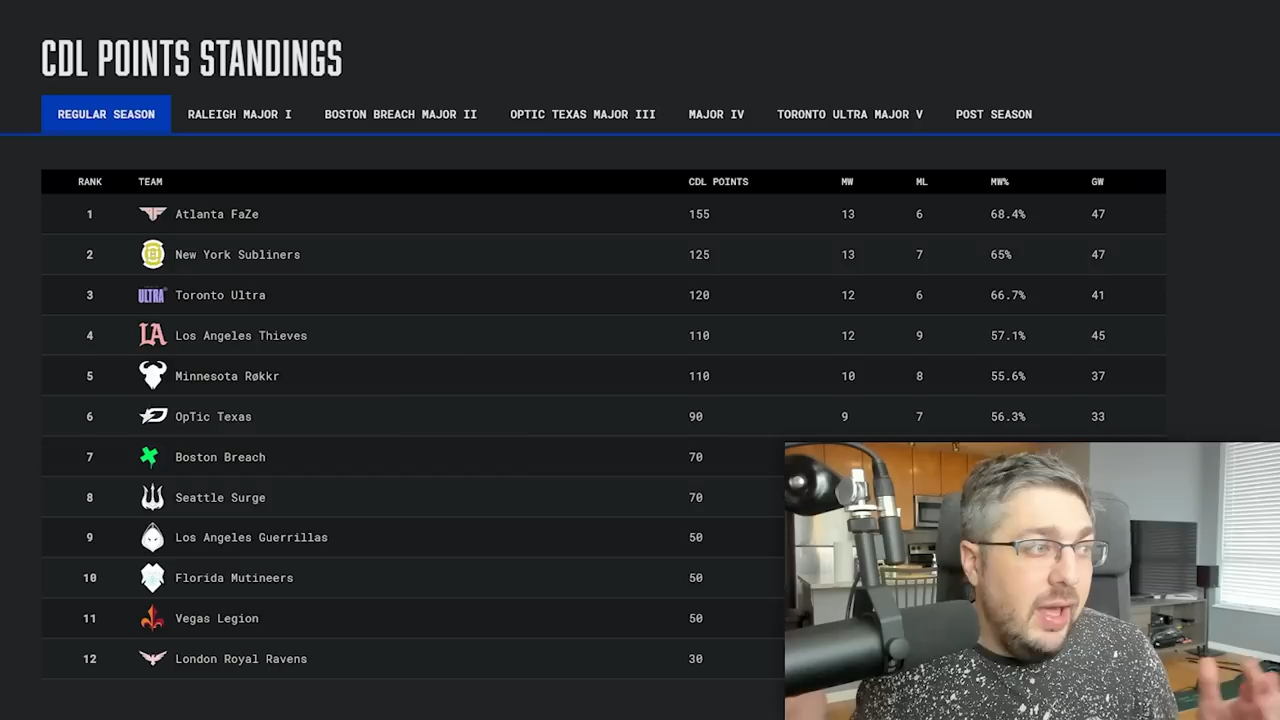 CDL POINTS STANDINGS
REGULAR SEASON RALEIGH MAJOR I BOSTON BREACH MAJOR II OPTIC TEXAS MAJOR III MAJOR IV TORONTO ULTRA MAJOR V POST SEASON
RANK TEAM CDL POINTS MW ML MW% GW
1 Atlanta FaZe 155 13 6 68.4% 47
2 New York Subliners 125 13 7 65% 47
3 ULTRA Toronto Ultra 120 12 6 66.7% 41
4 LA Los Angeles Thieves 110 12 9 57.1% 45
5 Minnesota Røkkr 110 10 8 55.6% 37
6 OpTic Texas 90 9 7 56.3% 33
7 Boston Breach 70
8 Seattle Surge 70
9 Los Angeles Guerrillas 50
10 Florida Mutineers 50
11 Vegas Legion 50
12 London Royal Ravens 30